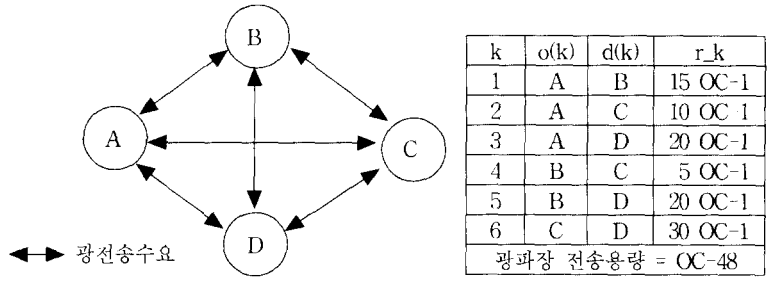 B
A
C
D
광전송수요
k o(k) d(k) r_k
1 A B 15 OC-1
2 A C 10 OC 1
3 A D 20 OC-1
4 B C 5 OC-1
5 B D 20 OC-1
6 C D 30 OC-1
광파장 전송용량 = OC-48